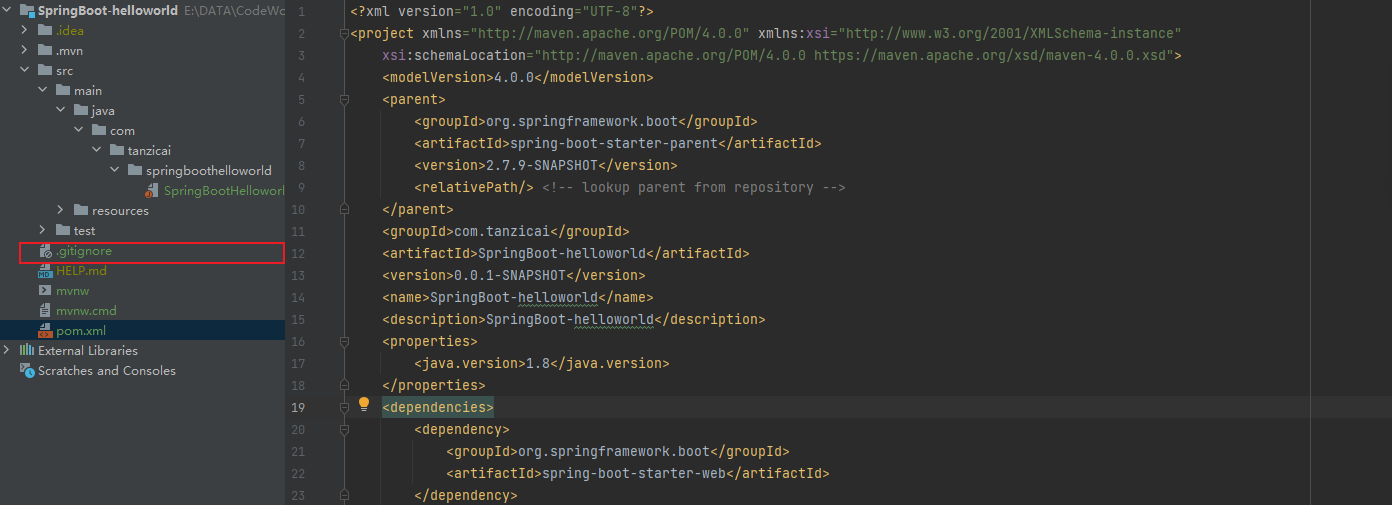 SpringBoot-helloworld E:\DATA\CodeWo
.idea
.mvn
src
main
java
com
tanzicai
springboothelloworld
SpringBootHelloworl
resources
test
.gitignore
HELP.md
mvnw
mvnw.cmd
pom.xml
External Libraries
Scratches and Consoles
1 <?xml version="1.0" encoding="UTF-8"?>
2 <project xmlns="http://maven.apache.org/POM/4.0.0" xmlns:xsi="http://www.w3.org/2001/XMLSchema-instance"
3 xsi:schemaLocation="http://maven.apache.org/POM/4.0.0 https://maven.apache.org/xsd/maven-4.0.0.xsd">
4 <modelVersion>4.0.0</modelVersion>
5 <parent>
6 <groupId>org.springframework.boot</groupId>
7 <artifactId>spring-boot-starter-parent</artifactId>
8 <version>2.7.9-SNAPSHOT</version>
9 <relativePath/> <!-- lookup parent from repository -->
10 </parent>
11 <groupId>com.tanzicai</groupId>
12 <artifactId>SpringBoot-helloworld</artifactId>
13 <version>0.0.1-SNAPSHOT</version>
14 <name>SpringBoot-helloworld</name>
15 <description>SpringBoot-helloworld</description>
16 <properties>
17 <java.version>1.8</java.version>
18 </properties>
19 <dependencies>
20 <dependency>
21 <groupId>org.springframework.boot</groupId>
22 <artifactId>spring-boot-starter-web</artifactId>
23 </dependency>